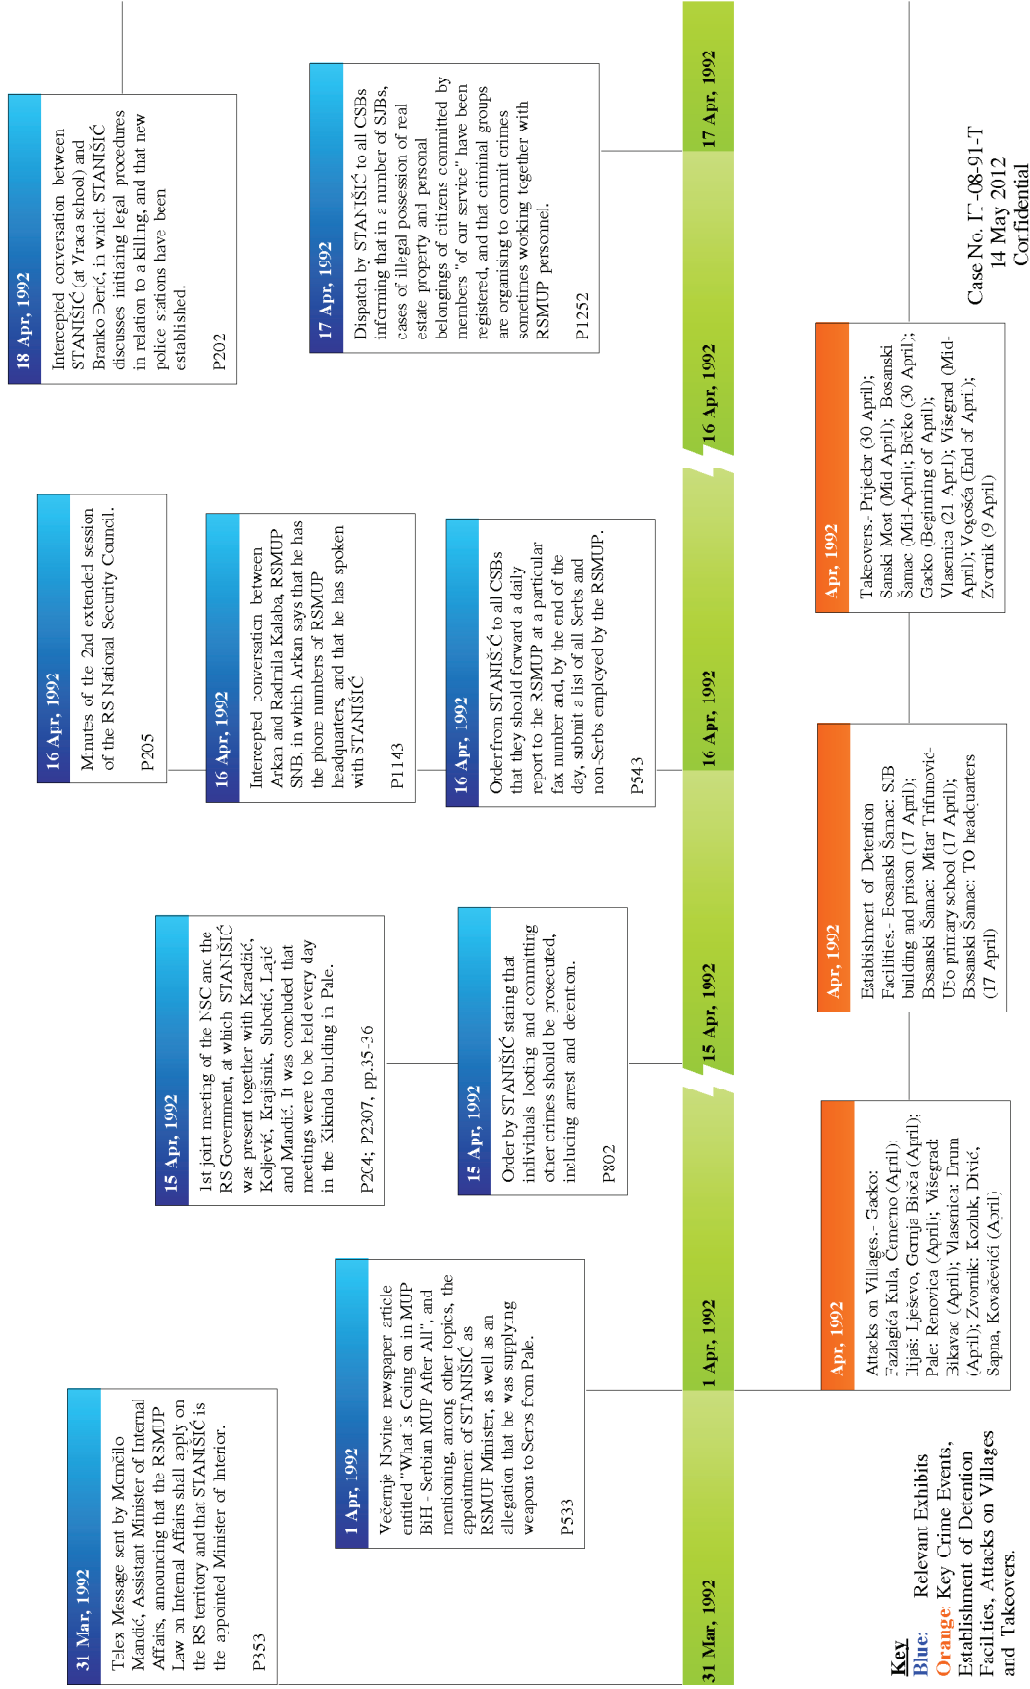 31 Mar, 1992
Telex Message sent by Momčilo
Mandić, Assistant Minister of Internal
Affairs, announcing that the RSMUP
Law on Internal Affairs shall apply on
the RS territory and that STANIŠIĆ is
the appointed Minister of Interior.
P353
1 Apr, 1992
Večernje Novine newspaper article
entitled "What is Going on in MUP
BiH - Serbian MUP After All", and
mentioning, among other topics, the
appointment of STANIŠIĆ as
RSMUP Minister, as well as an
allegation that he was supplying
weapons to Serbs from Pale.
P533
15 Apr, 1992
1st joint meeting of the NSC and the
RS Government, at which STANIŠIĆ
was present together with Karadžić,
Koljević, Krajišnik, Subotić, Lajić
and Mandić. It was concluded that
meetings were to be held every day
in the Kikinda building in Pale.
P204; P2307, pp.35-36
15 Apr, 1992
Order by STANIŠIĆ stating that
individuals looting and committing
other crimes should be prosecuted,
including arrest and detention.
P802
16 Apr, 1992
Minutes of the 2nd extended session
of the RS National Security Council.
P205
16 Apr, 1992
Intercepted conversation between
Arkan and Radmila Kalaba, RSMUP
SNB, in which Arkan says that he has
the phone numbers of RSMUP
headquarters, and that he has spoken
with STANIŠIĆ
P1143
16 Apr, 1992
Order from STANIŠIĆ to all CSBs
that they should forward a daily
report to the RSMUP at a particular
fax number and, by the end of the
day, submit a list of all Serbs and
non-Serbs employed by the RSMUP.
P543
18 Apr, 1992
Intercepted conversation between
STANIŠIĆ (at Vraca school) and
Branko Đerić, in which STANIŠIĆ
discusses initiating legal procedures
in relation to a killing, and that new
police stations have been
established.
P202
17 Apr, 1992
Dispatch by STANIŠIĆ to all CSBs
informing that in a number of SJBs,
cases of illegal possession of real
estate property and personal
belongings of citizens committed by
members "of our service" have been
registered, and that criminal groups
are organising to commit crimes
sometimes working together with
RSMUP personnel.
P1252
31 Mar, 1992
1 Apr, 1992
15 Apr, 1992
16 Apr, 1992
16 Apr, 1992
17 Apr, 1992
Apr, 1992
Attacks on Villages.- Gacko:
Fazlagića Kula, Čemerno (April);
Ilijaš: Lješevo, Gornja Bioča (April);
Pale: Renovica (April); Višegrad:
Bikavac (April); Vlasenica: Drum
(April); Zvornik: Kozluk, Divić,
Sapna, Kovačevići (April)
Apr, 1992
Establishment of Detention
Facilities.- Bosanski Šamac: SJB
building and prison (17 April);
Bosanski Šamac: Mitar Trifunović-
Učo primary school (17 April);
Bosanski Šamac: TO headquarters
(17 April)
Apr, 1992
Takeovers.- Prijedor (30 April);
Sanski Most (Mid April); Bosanski
Šamac (Mid-April); Brčko (30 April);
Gacko (Beginning of April);
Vlasenica (21 April); Višegrad (Mid-
April); Vogošća (End of April);
Zvornik (9 April)
Key
Blue: Relevant Exhibits
Orange: Key Crime Events,
Establishment of Detention
Facilities, Attacks on Villages
and Takeovers.
Case No. IT-08-91-T
14 May 2012
Confidential